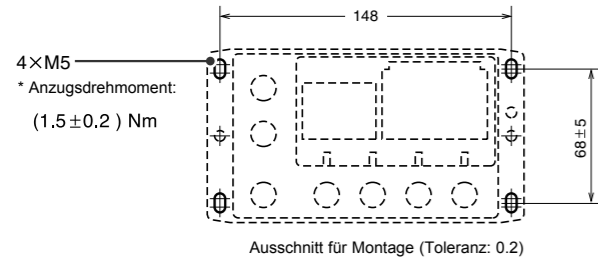 148
4×M5
* Anzugsdrehmoment:
(1.5±0.2 ) Nm
68±5
Ausschnitt für Montage (Toleranz: 0.2)